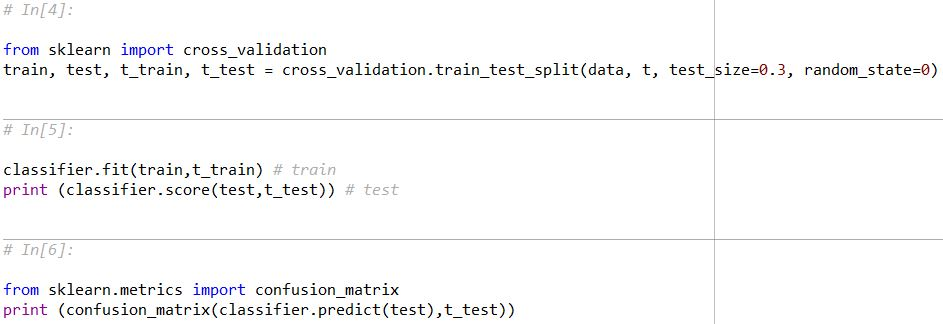 # In[4]:
from sklearn import cross_validation
train, test, t_train, t_test = cross_validation.train_test_split(data, t, test_size=0.3, random_state=0)
# In[5]:
classifier.fit(train,t_train) # train
print (classifier.score(test,t_test)) # test
# In[6]:
from sklearn.metrics import confusion_matrix
print (confusion_matrix(classifier.predict(test),t_test))